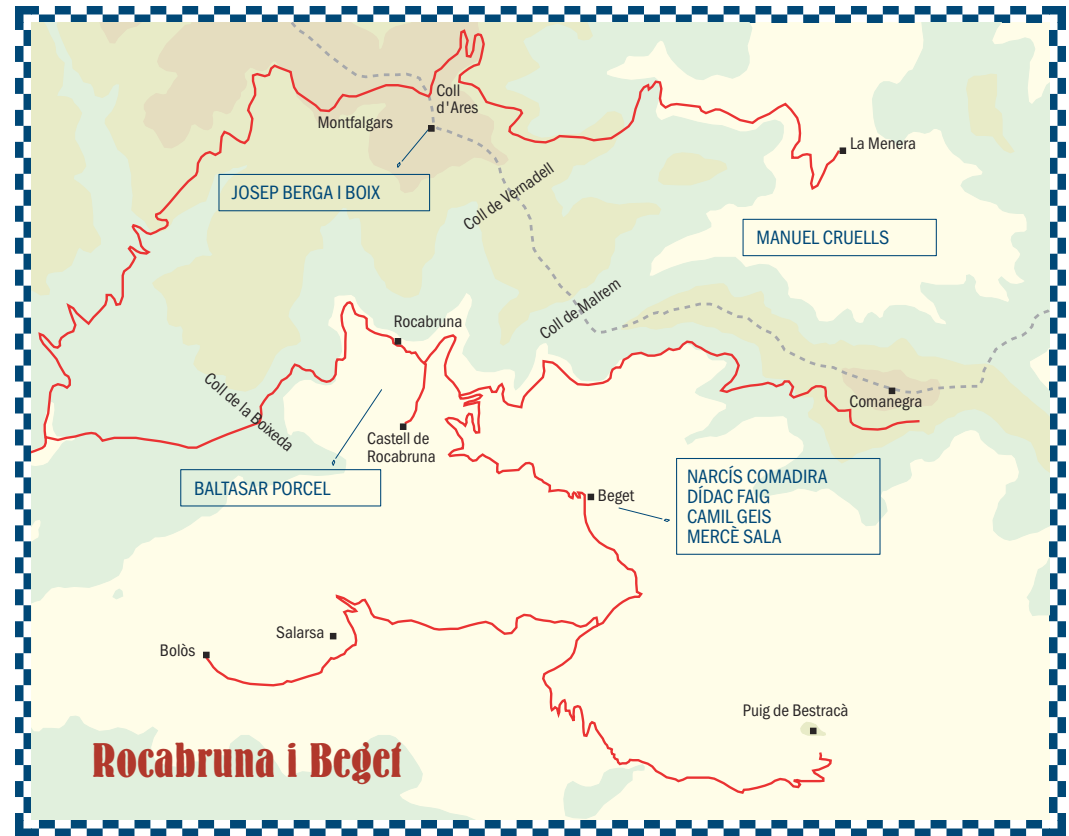 Coll
d'Ares
Montfalgars
La Menera
JOSEP BERGA I BOIX
Coll de Vernadell
MANUEL CRUELLS
Coll de Malrem
Rocabruna
Coll de la Boixeda
Comanegra
Castell de
Rocabruna
BALTASAR PORCEL
NARCÍS COMADIRA
DÍDAC FAIG
CAMIL GEIS
MERCÈ SALA
Beget
Salarsa
Bolòs
Puig de Bestracà
Rocabruna i Beget